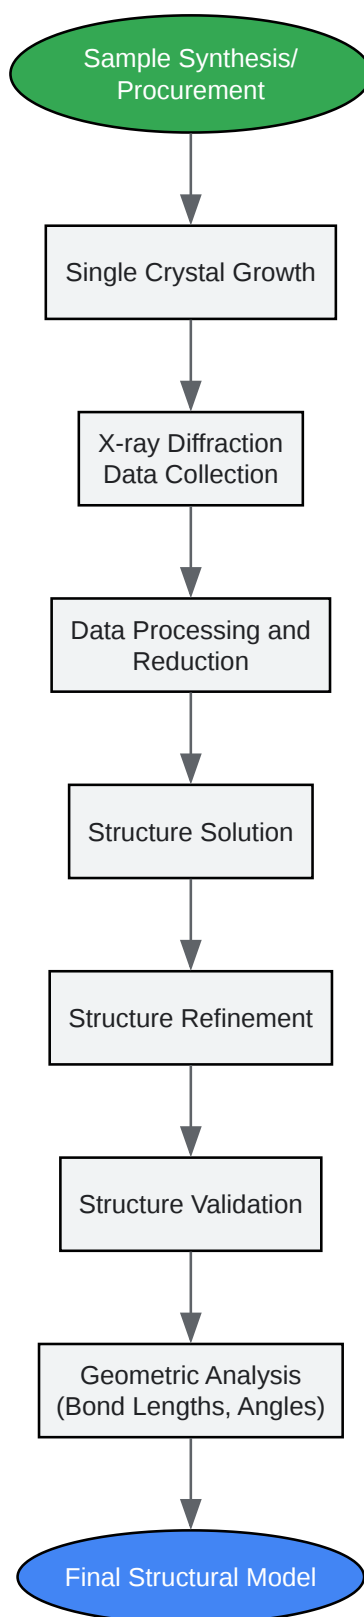 Sample Synthesis/
Procurement
Single Crystal Growth
X-ray Diffraction
Data Collection
Data Processing and
Reduction
Structure Solution
Structure Refinement
Structure Validation
Geometric Analysis
(Bond Lengths, Angles)
Final Structural Model